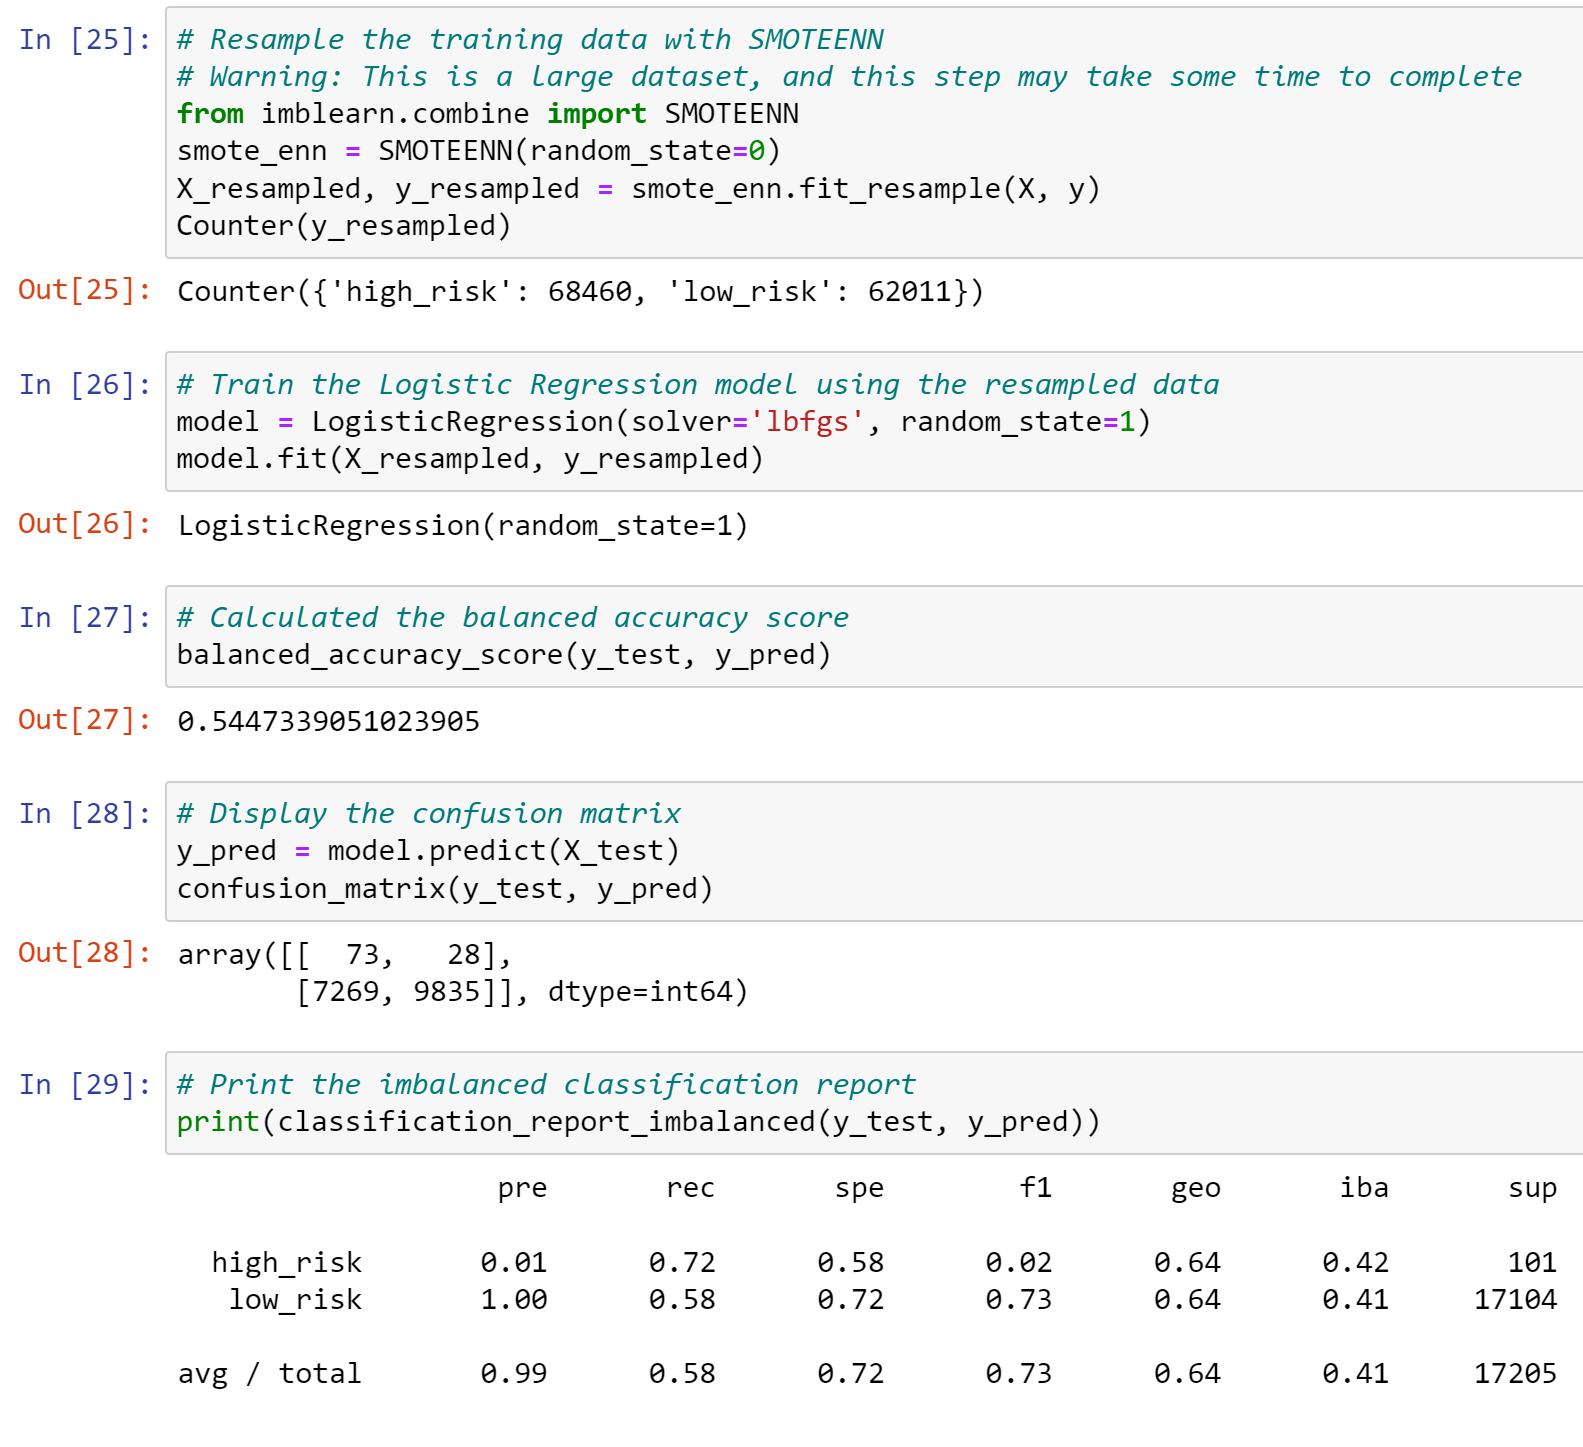 In [25]: # Resample the training data with SMOTEENN
# Warning: This is a large dataset, and this step may take some time to complete
from imblearn.combine import SMOTEENN
smote_enn = SMOTEENN(random_state=0)
X_resampled, y_resampled = smote_enn.fit_resample(X, y)
Counter(y_resampled)
Out[25]: Counter({'high_risk': 68460, 'low_risk': 62011})
In [26]: # Train the Logistic Regression model using the resampled data
model = LogisticRegression(solver='lbfgs', random_state=1)
model.fit(X_resampled, y_resampled)
Out[26]: LogisticRegression(random_state=1)
In [27]: # Calculated the balanced accuracy score
balanced_accuracy_score(y_test, y_pred)
Out[27]: 0.5447339051023905
In [28]: # Display the confusion matrix
y_pred = model.predict(X_test)
confusion_matrix(y_test, y_pred)
Out[28]: array([[  73,   28],
       [7269, 9835]], dtype=int64)
In [29]: # Print the imbalanced classification report
print(classification_report_imbalanced(y_test, y_pred))
pre rec spe f1 geo iba sup
high_risk 0.01 0.72 0.58 0.02 0.64 0.42 101
low_risk 1.00 0.58 0.72 0.73 0.64 0.41 17104
avg / total 0.99 0.58 0.72 0.73 0.64 0.41 17205